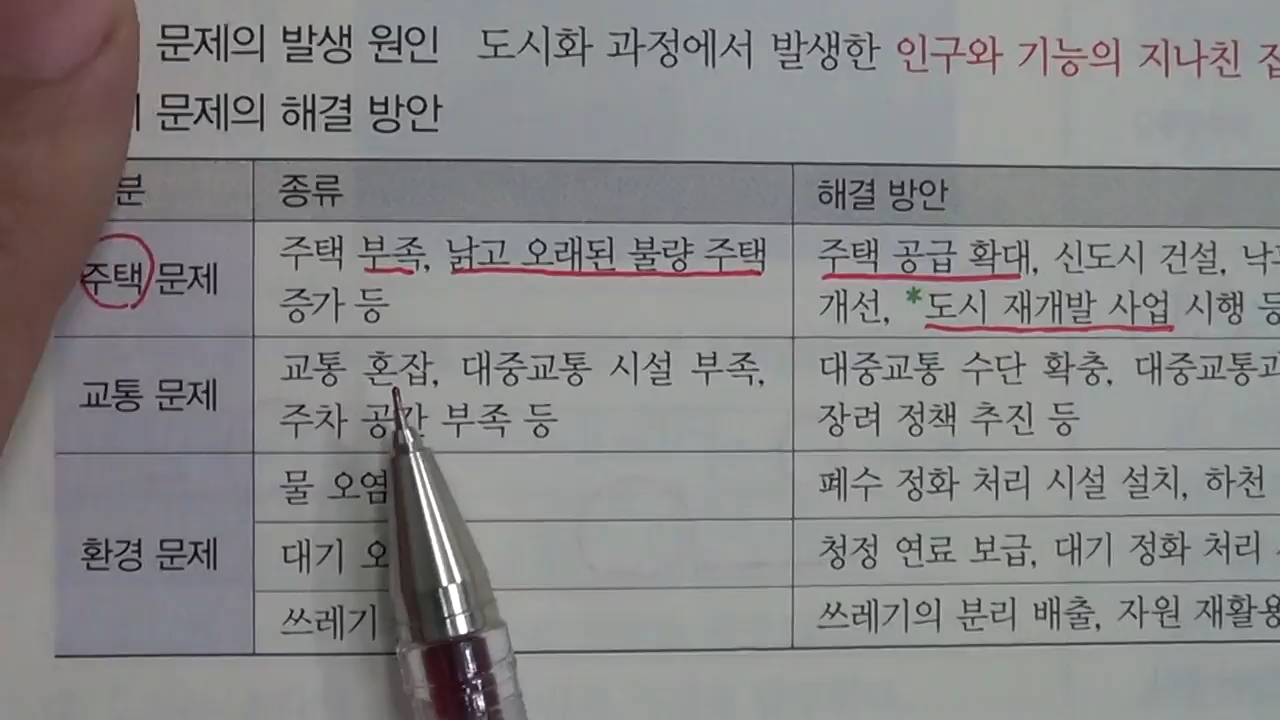 문제의 발생 원인 도시화 과정에서 발생한 인구와 기능의 지나친
문제의 해결 방안
분 종류 해결 방안
주택 문제
주택 부족, 낡고 오래된 불량 주택
증가 등
주택 공급 확대, 신도시 건설,
개선, *도시 재개발 사업 시행
교통 문제
교통 혼잡, 대중교통 시설 부족,
주차 공간 부족 등
대중교통 수단 확충, 대중교통
장려 정책 추진 등
환경 문제
물 오염
폐수 정화 처리 시설 설치, 하천
대기
청정 연료 보급, 대기 정화 처리
쓰레기
쓰레기의 분리 배출, 자원 재활용